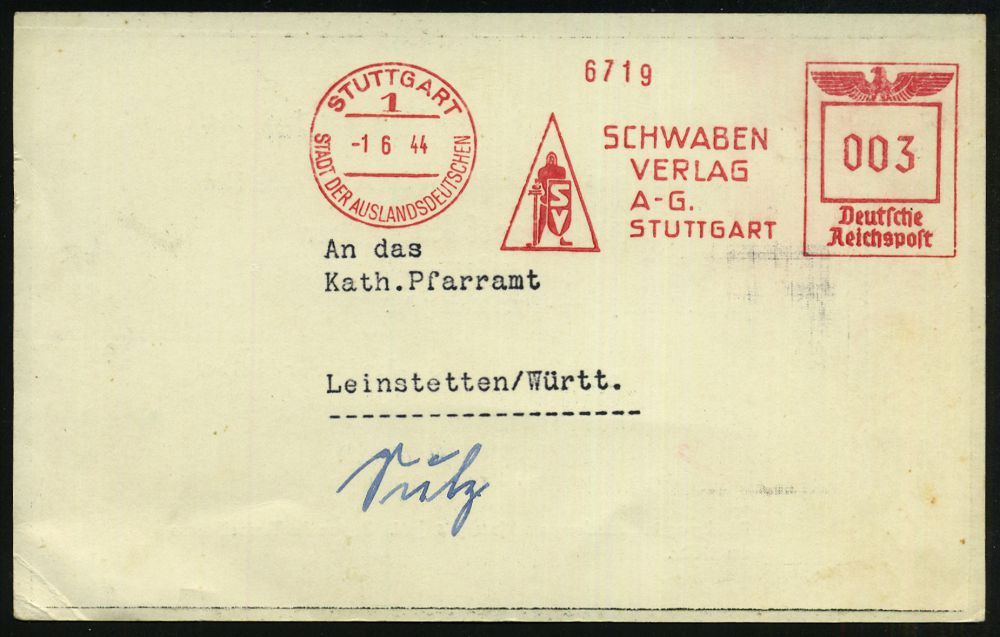 6719
STUTTGART
1
-1 6 44
STADT DER AUSLANDSDEUTSCHEN
SV
SCHWABEN
VERLAG
A-G.
STUTTGART
003
Deutsche
Reichspost
An das
Kath.Pfarramt
Leinstetten/Württ.
Sulz